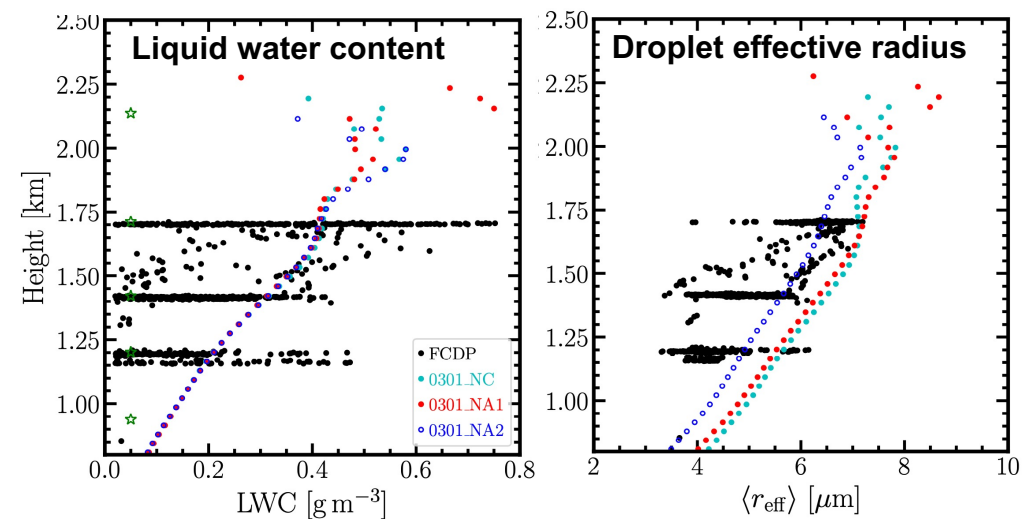 Liquid water content
2.50
2.25
2.00
1.75
1.50
1.25
1.00
Height [km]
0.0 0.2 0.4 0.6 0.8
LWC [g m⁻³]
FCDP
0301_NC
0301_NA1
0301_NA2
Droplet effective radius
2.50
2.25
2.00
1.75
1.50
1.25
1.00
2 4 6 8 10
⟨r_eff⟩ [μm]